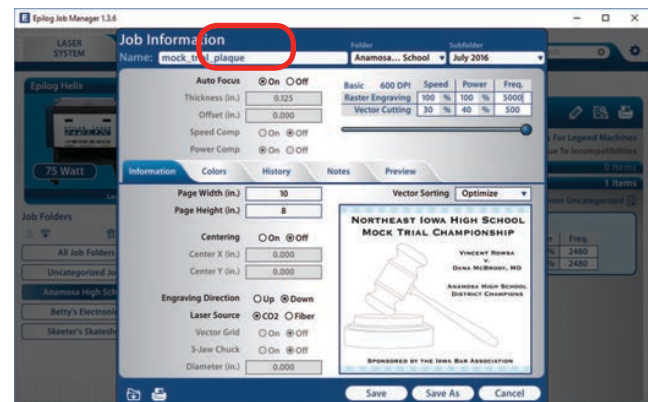 Epilog Job Manager 1.3.6
LASER
SYSTEM
Job Information
Name: mock_trial_plaque
Folder
Subfolder
Anamosa... School
July 2016
Epilog Helix
75 Watt
Job Folders
All Job Folders
Uncategorized Jo
Anamosa High Sch
Betty's Electroni
Skeeter's Skatesh
Auto Focus On Off
Thickness (in.) 0.125
Offset (in.) 0.000
Speed Comp On Off
Power Comp On Off
Basic 600 DPI Speed Power Freq.
Raster Engraving 100 % 100 % 5000
Vector Cutting 30 % 40 % 500
Information Colors History Notes Preview
Page Width (in.) 10
Page Height (in.) 8
Centering On Off
Center X (in.) 0.000
Center Y (in.) 0.000
Engraving Direction Up Down
Laser Source CO2 Fiber
Vector Grid On Off
3-Jaw Chuck On Off
Diameter (in.) 0.000
Vector Sorting Optimize
NORTHEAST IOWA HIGH SCHOOL
MOCK TRIAL CHAMPIONSHIP
VINCENT ROWSA
V.
DANA MCBRODY, MD
ANAMOSA HIGH SCHOOL
DISTRICT CHAMPIONS
SPONSORED BY THE IOWA BAR ASSOCIATION
Save Save As Cancel
For Legend Machines
ue To Incompatibilities
0 Items
1 Items
rom Uncategorized
Freq.
% 2480
% 2480